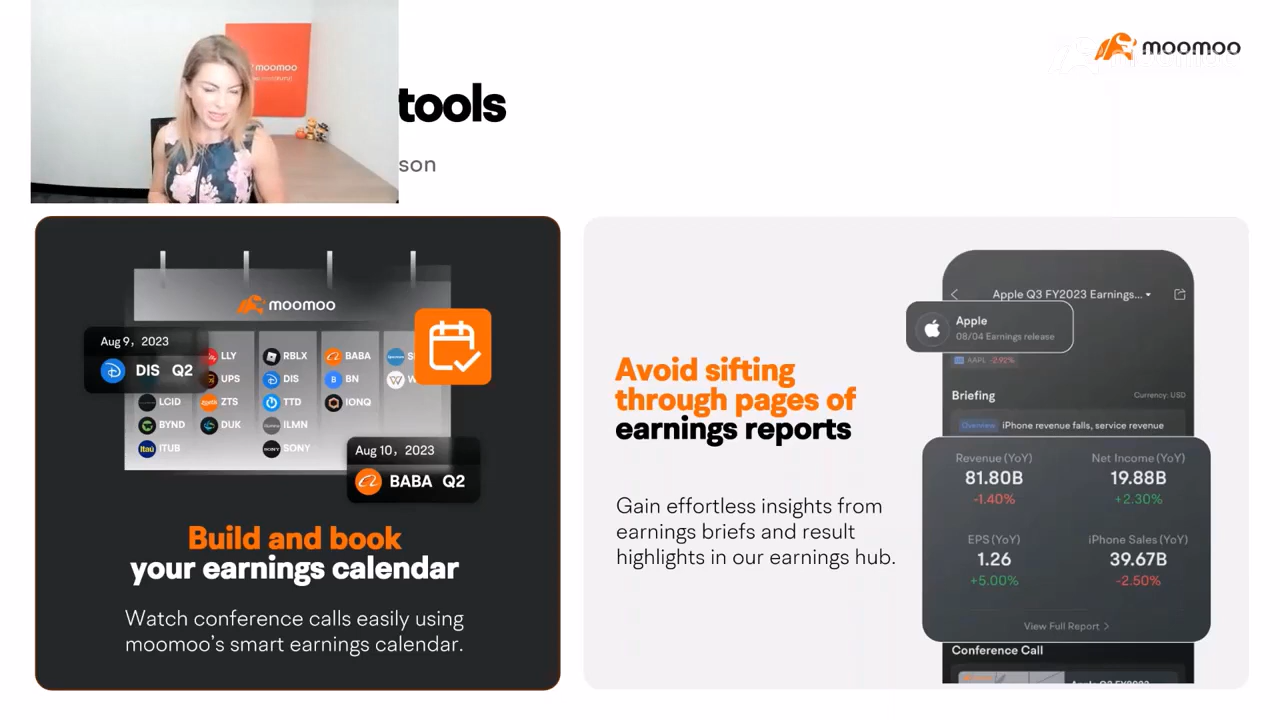 moomoo
moomoo
tools
son
moomoo
Aug 9, 2023
DIS Q2
LLY
RBLX
BABA
UPS
DIS
BN
LCID
ZTS
TTD
IONQ
BYND
DUK
ILMN
ITUB
SONY
Aug 10, 2023
BABA Q2
Build and book
your earnings calendar
Watch conference calls easily using
moomoo's smart earnings calendar.
Avoid sifting
through pages of
earnings reports
Gain effortless insights from
earnings briefs and result
highlights in our earnings hub.
Apple Q3 FY2023 Earnings...
Apple
08/04 Earnings release
AAPL -2.92%
Briefing
Currency: USD
Overview iPhone revenue falls, service revenue
Revenue (YoY)
81.80B
-1.40%
Net Income (YoY)
19.88B
+2.30%
EPS (YoY)
1.26
+5.00%
iPhone Sales (YoY)
39.67B
-2.50%
View Full Report >
Conference Call
Apple Q3 FY2023